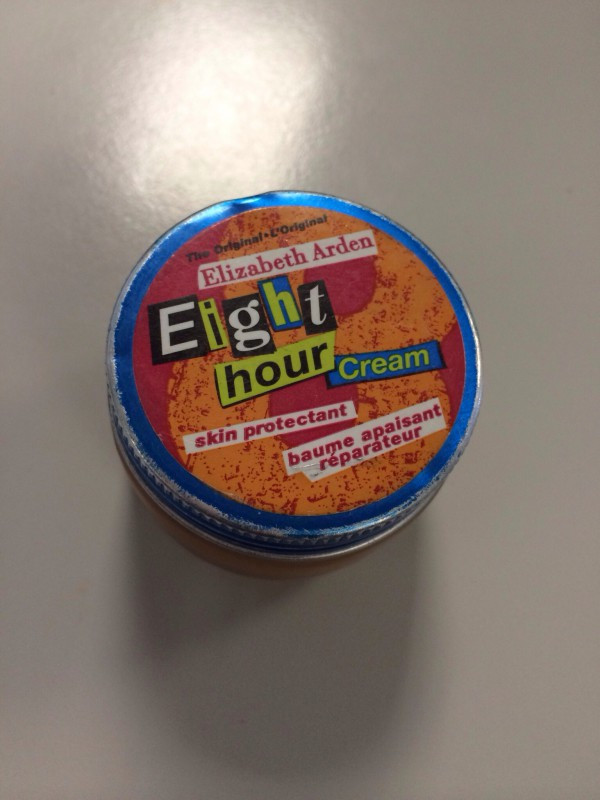 The Original • L'Original
Elizabeth Arden
Eight
hour
Cream
skin protectant
baume apaisant
réparateur